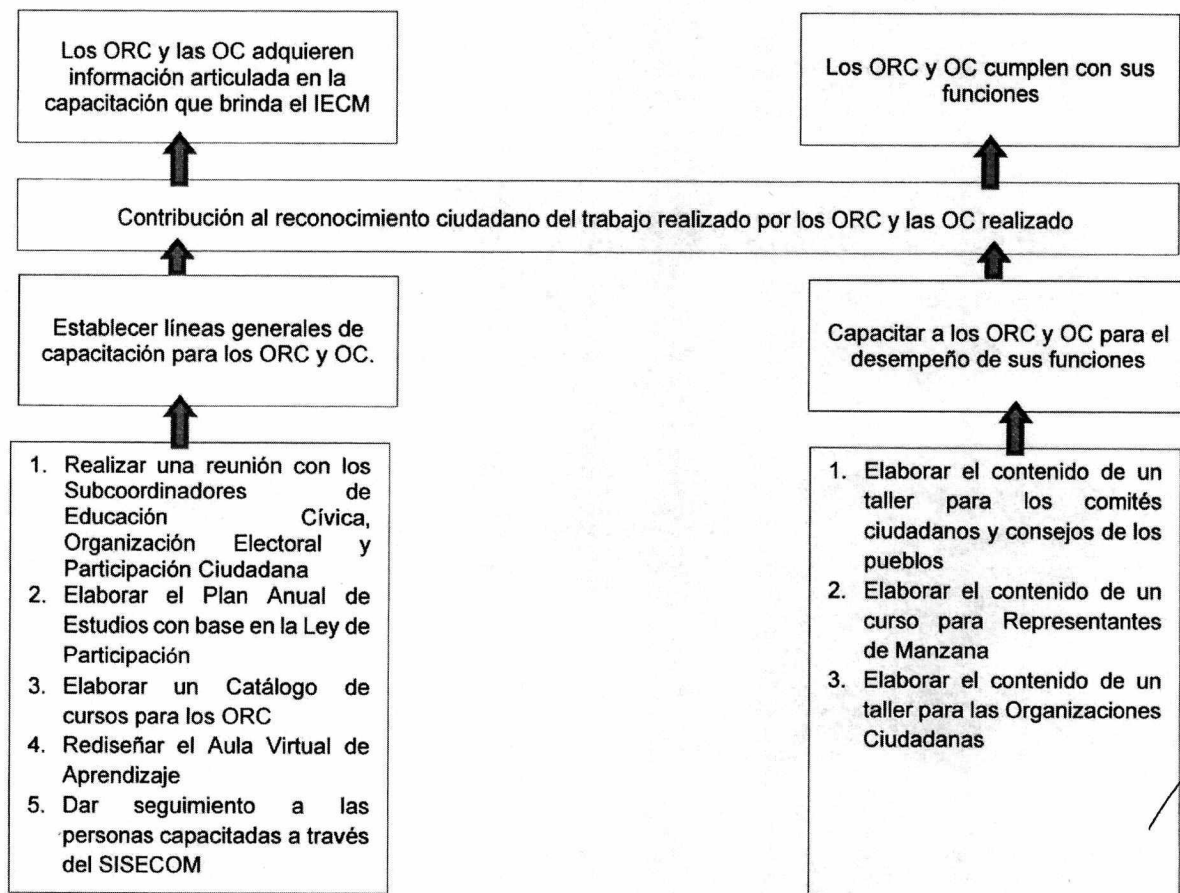 Los ORC y las OC adquieren
información articulada en la
capacitación que brinda el IECM
Los ORC y OC cumplen con sus
funciones
Contribución al reconocimiento ciudadano del trabajo realizado por los ORC y las OC realizado
Establecer líneas generales de
capacitación para los ORC y OC.
Capacitar a los ORC y OC para el
desempeño de sus funciones
1. Realizar una reunión con los
Subcoordinadores de
Educación Cívica,
Organización Electoral y
Participación Ciudadana
2. Elaborar el Plan Anual de
Estudios con base en la Ley de
Participación
3. Elaborar un Catálogo de
cursos para los ORC
4. Rediseñar el Aula Virtual de
Aprendizaje
5. Dar seguimiento a las
personas capacitadas a través
del SISECOM
1. Elaborar el contenido de un
taller para los comités
ciudadanos y consejos de los
pueblos
2. Elaborar el contenido de un
curso para Representantes
de Manzana
3. Elaborar el contenido de un
taller para las Organizaciones
Ciudadanas